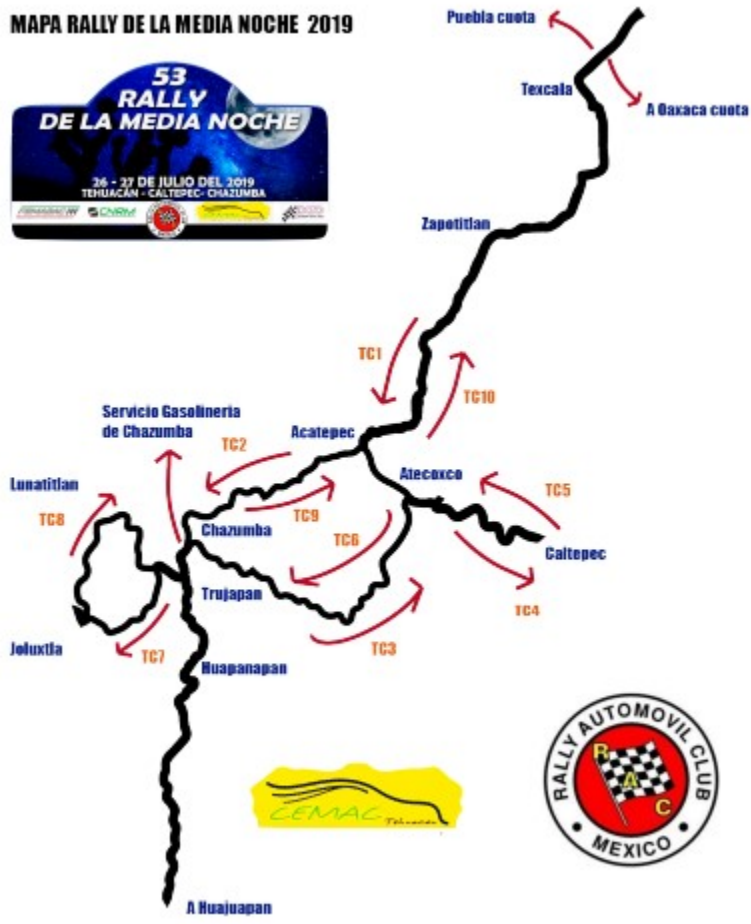 MAPA RALLY DE LA MEDIA NOCHE 2019
Puebla cuota
53
RALLY
DE LA MEDIA NOCHE
26 - 27 DE JULIO DEL 2019
TEHUACÁN - CALTEPEC- CHAZUMBA
CNRM
Texcala
A Oaxaca cuota
Zapotitlan
TC1
TC10
Servicio Gasolineria
de Chazumba
Acatepec
TC2
Atecoxco
Lunatitlan
TC5
TC8
TC9
Chazumba
TC6
Caltepec
Trujapan
TC4
Joluxtla
TC7
TC3
Huapanapan
RALLY AUTOMOVIL CLUB
R
A
C
MEXICO
CEMAC
Tehuacán
A Huajuapan